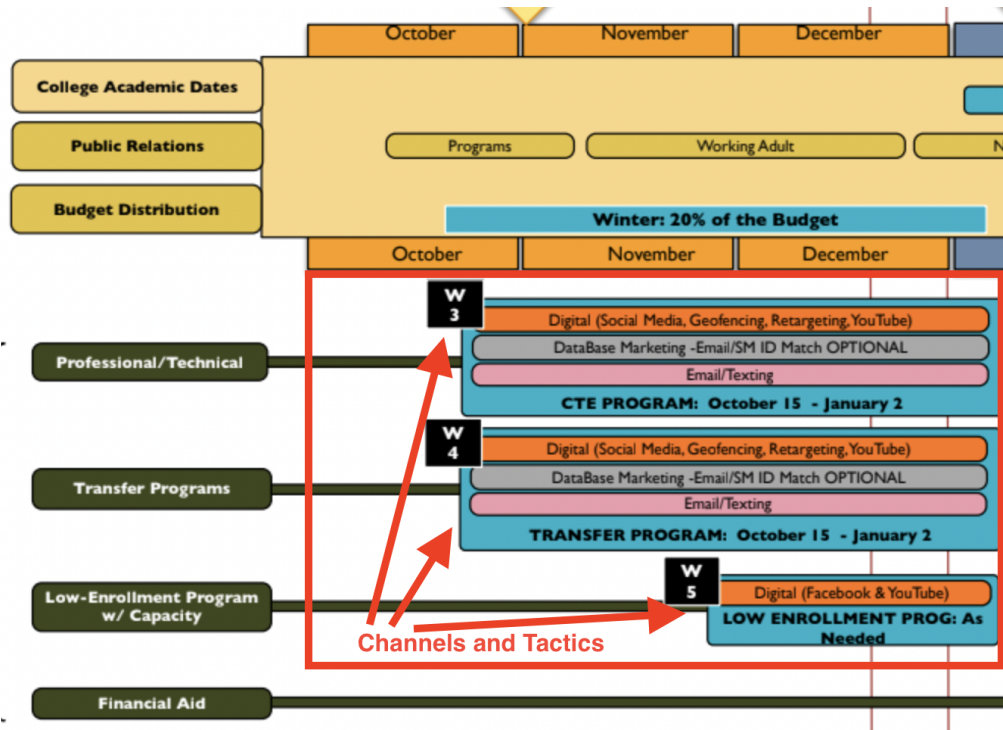 October November December
College Academic Dates
Public Relations Programs Working Adult N
Budget Distribution Winter: 20% of the Budget
October November December
W
3
Digital (Social Media, Geofencing, Retargeting,YouTube)
DataBase Marketing -Email/SM ID Match OPTIONAL
Professional/Technical
Email/Texting
CTE PROGRAM: October 15 - January 2
W
4
Digital (Social Media, Geofencing, Retargeting,YouTube)
DataBase Marketing -Email/SM ID Match OPTIONAL
Transfer Programs
Email/Texting
TRANSFER PROGRAM: October 15 - January 2
W
5
Digital (Facebook & YouTube)
Low-Enrollment Program
w/ Capacity
LOW ENROLLMENT PROG: As
Needed
Channels and Tactics
Financial Aid